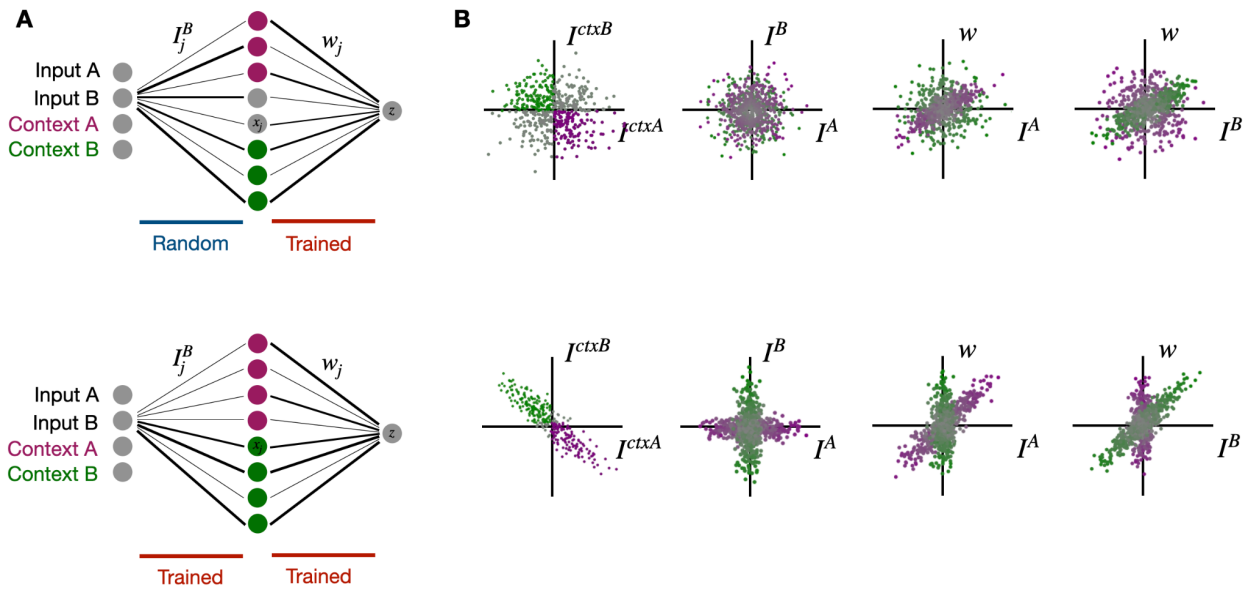 A
I_j^B
w_j
Input A
Input B
Context A
Context B
x_j
z
Random
Trained
B
I^{ctxB}
I^{ctxA}
I^B
I^A
w
I^A
w
I^B
I_j^B
w_j
Input A
Input B
Context A
Context B
x_j
z
Trained
Trained
I^{ctxB}
I^{ctxA}
I^B
I^A
w
I^A
w
I^B